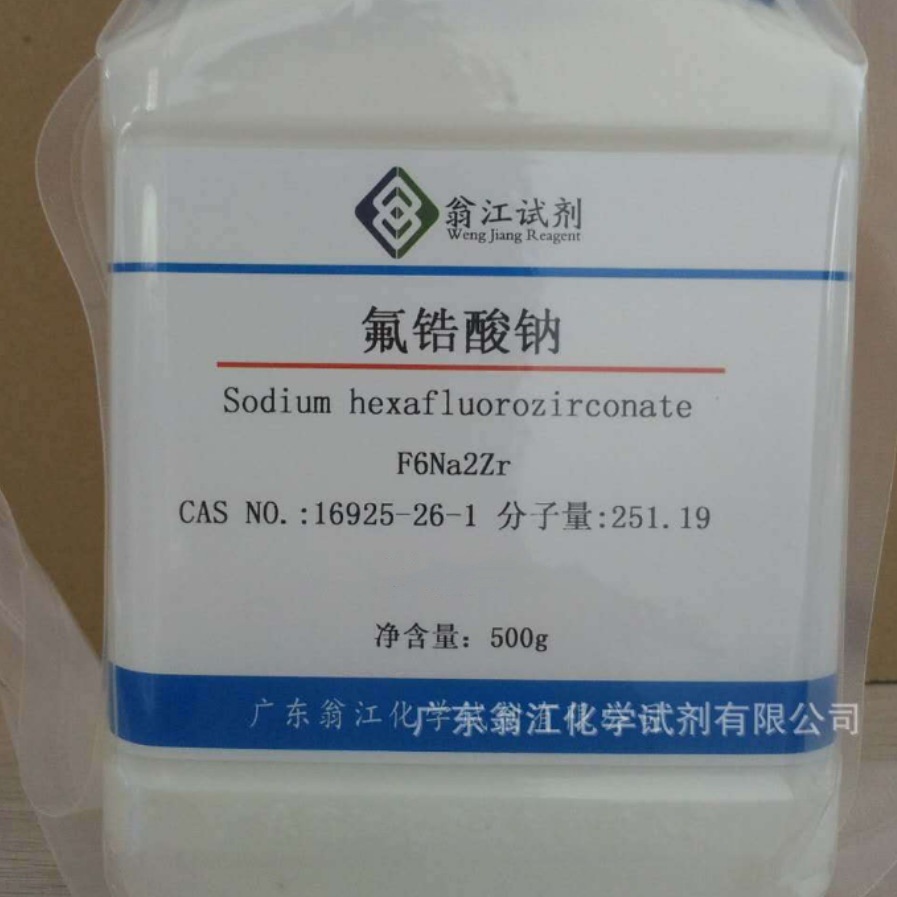 翁江试剂
Weng Jiang Reagent
氟锆酸钠
Sodium hexafluorozirconate
F6Na2Zr
CAS NO.:16925-26-1 分子量:251.19
净含量: 500g
广东翁江化学试剂有限公司